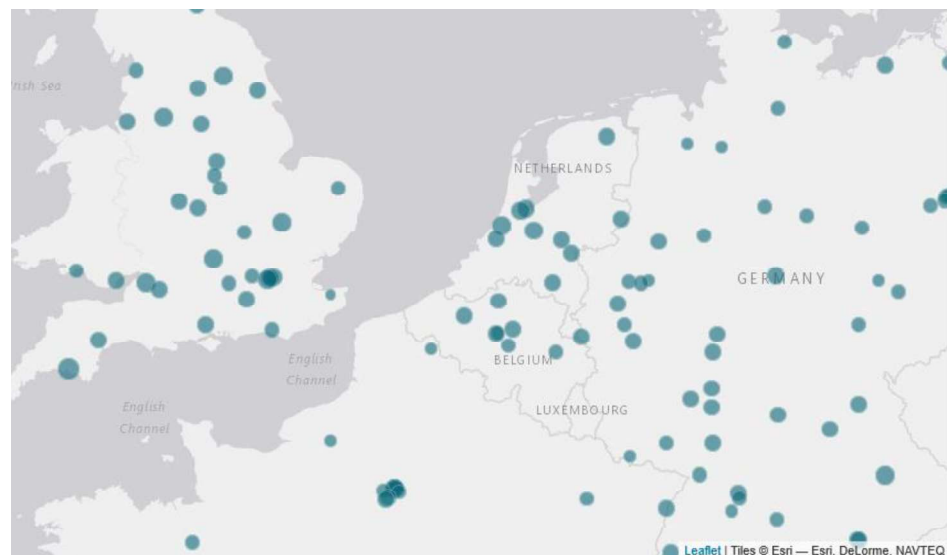 rish Sea
NETHERLANDS
GERMANY
English
Channel
BELGIUM
English
Channel
LUXEMBOURG
Leaflet | Tiles © Esri — Esri, DeLorme, NAVTEQ